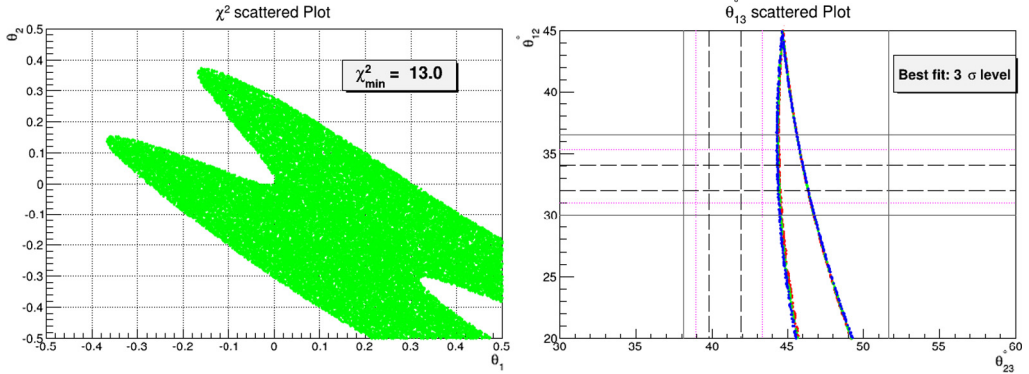 χ² scattered Plot
θ₂
0.5
0.4
0.3
0.2
0.1
0
-0.1
-0.2
-0.3
-0.4
-0.5
χ²min = 13.0
-0.5 -0.4 -0.3 -0.2 -0.1 0 0.1 0.2 0.3 0.4 0.5
θ₁
θ°₁₃ scattered Plot
θ°₁₂
45
40
35
30
25
20
Best fit: 3 σ level
30 35 40 45 50 55 60
θ°₂₃